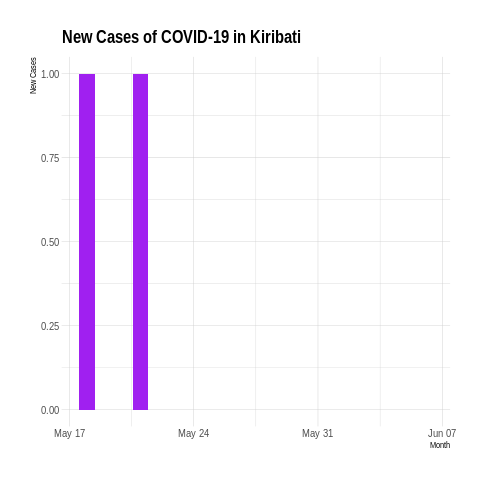 New Cases of COVID-19 in Kiribati
New Cases
1.00
0.75
0.50
0.25
0.00
May 17 May 24 May 31 Jun 07
Month